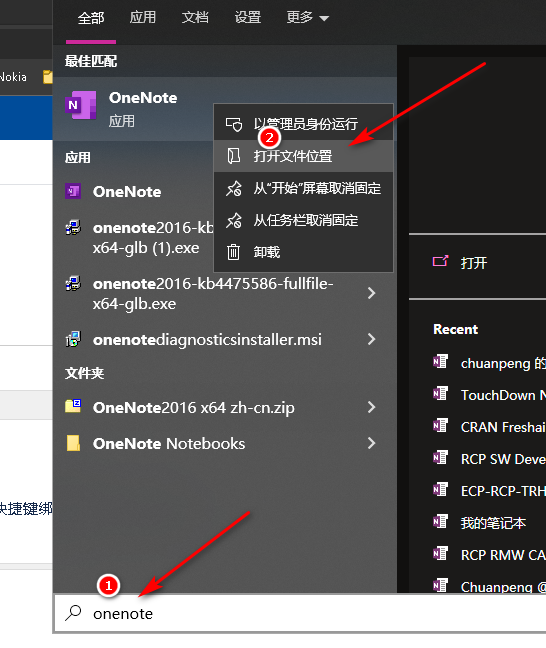 全部 应用 文档 设置 更多
最佳匹配
Nokia
OneNote
应用
以管理员身份运行
2
打开文件位置
从"开始"屏幕取消固定
从任务栏取消固定
卸载
应用
OneNote
onenote2016-kb
x64-glb (1).exe
onenote2016-kb4475586-fullfile-
x64-glb.exe
onenotediagnosticsinstaller.msi
文件夹
OneNote2016 x64 zh-cn.zip
OneNote Notebooks
快捷键绑
打开
Recent
chuanpeng 的
TouchDown N
CRAN Freshai
RCP SW Deve
ECP-RCP-TRH
我的笔记本
RCP RMW CA
Chuanpeng @
1
onenote